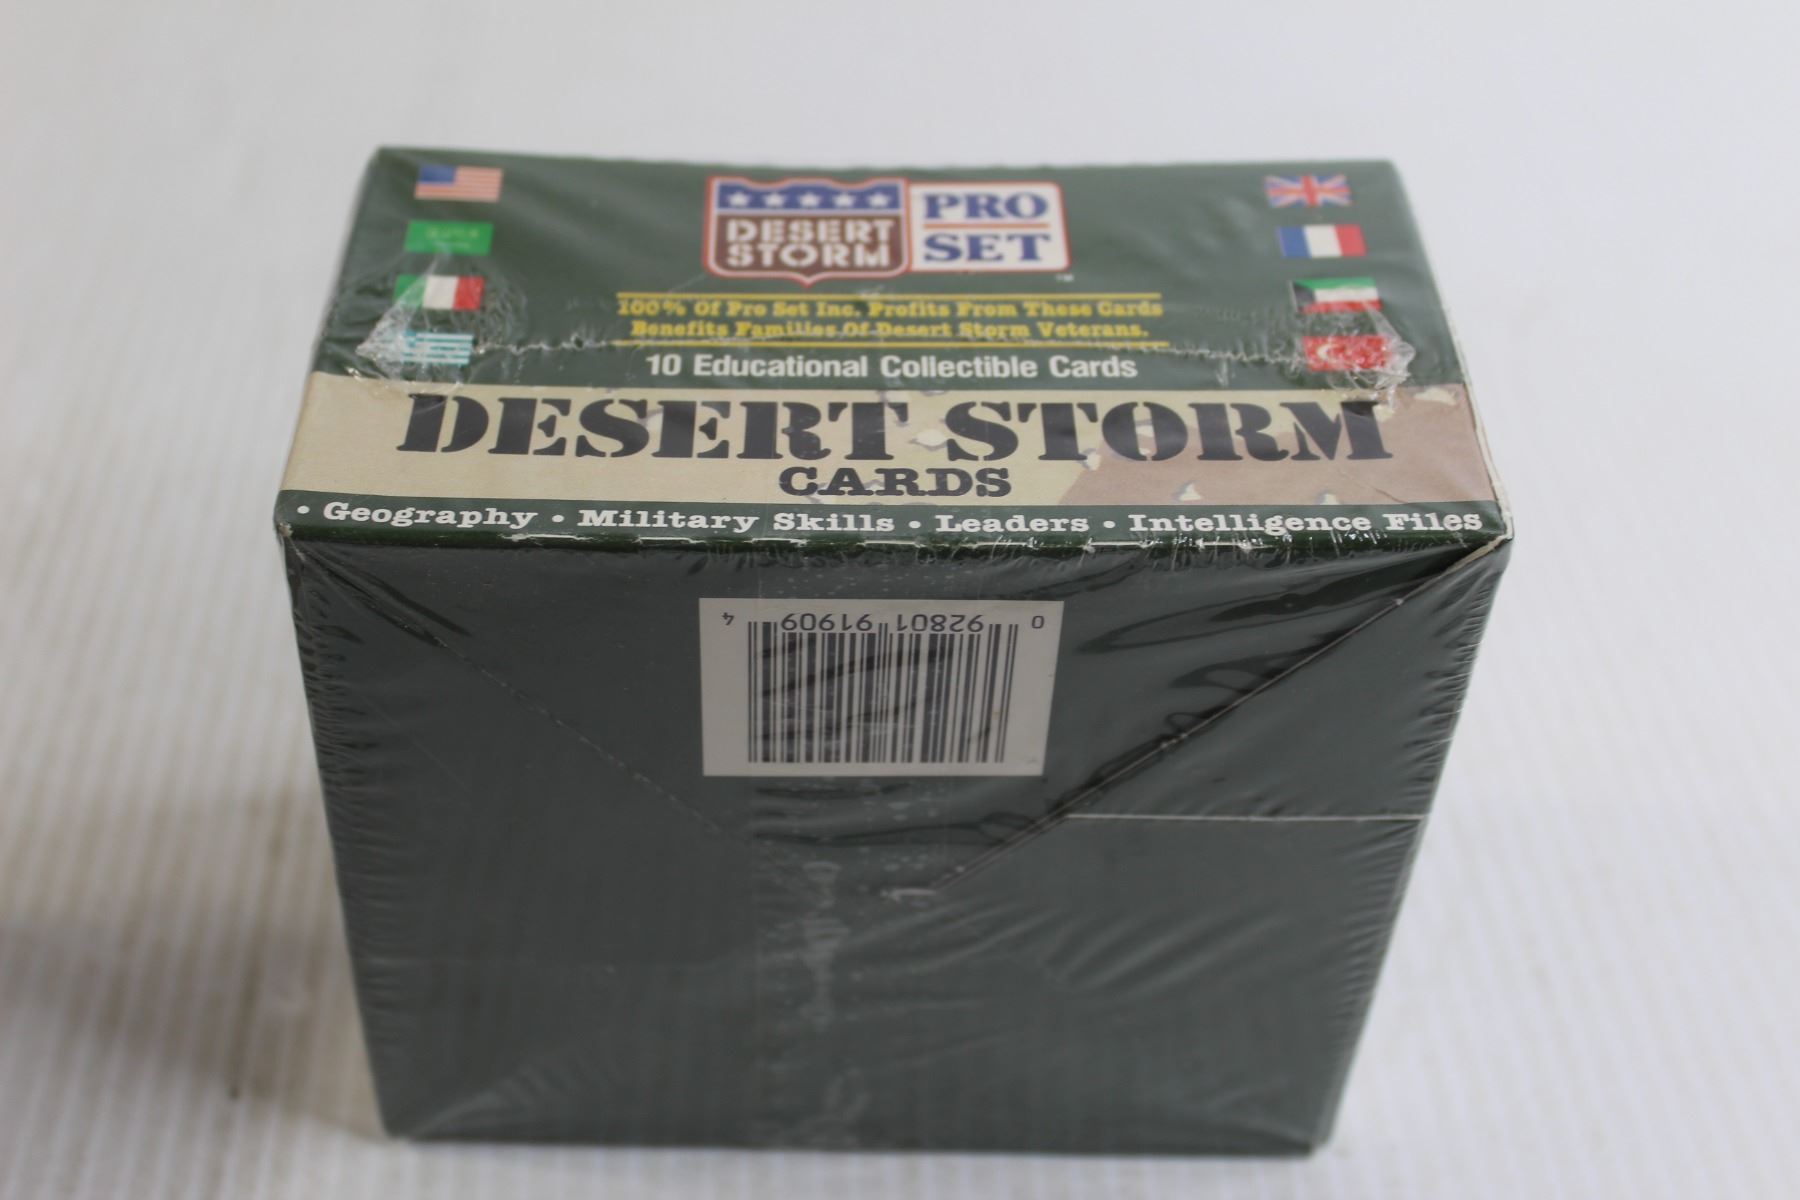 DESERT STORM
PRO SET
TM
100% Of Pro Set Inc. Profits From These Cards
Benefits Families Of Desert Storm Veterans.
10 Educational Collectible Cards
DESERT STORM
CARDS
• Geography • Military Skills • Leaders • Intelligence Files
0 92801 91909 4